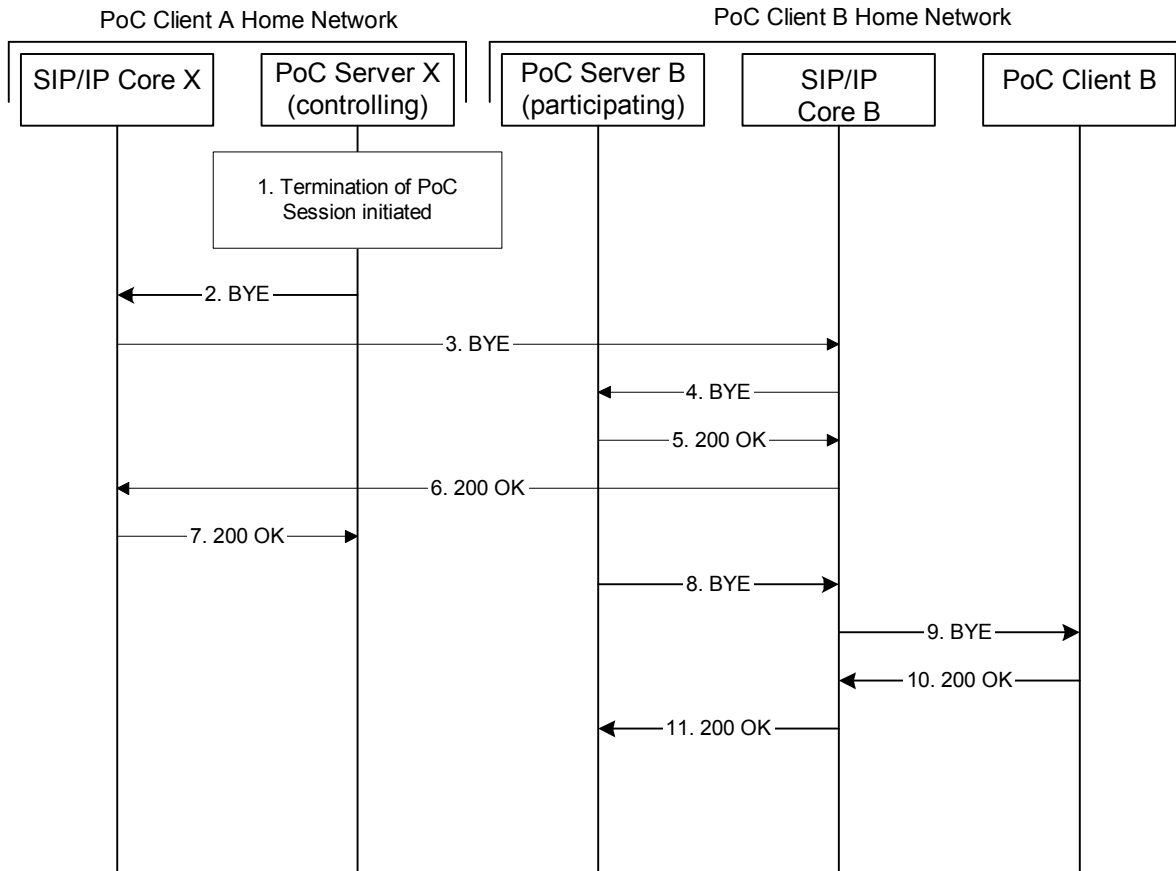 PoC Client A Home Network
PoC Client B Home Network
SIP/IP Core X
PoC Server X
(controlling)
PoC Server B
(participating)
SIP/IP
Core B
PoC Client B
1. Termination of PoC
Session initiated
2. BYE
3. BYE
4. BYE
5. 200 OK
6. 200 OK
7. 200 OK
8. BYE
9. BYE
10. 200 OK
11. 200 OK